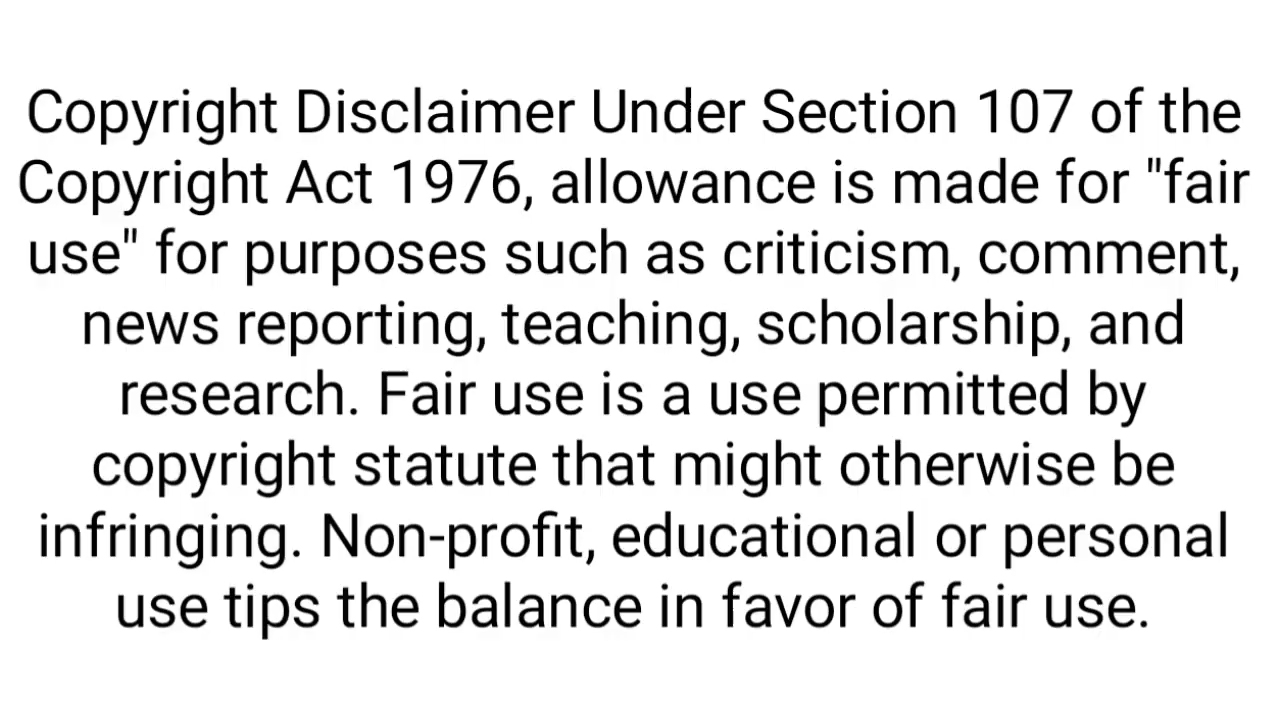 Copyright Disclaimer Under Section 107 of the
Copyright Act 1976, allowance is made for "fair
use" for purposes such as criticism, comment,
news reporting, teaching, scholarship, and
research. Fair use is a use permitted by
copyright statute that might otherwise be
infringing. Non-profit, educational or personal
use tips the balance in favor of fair use.